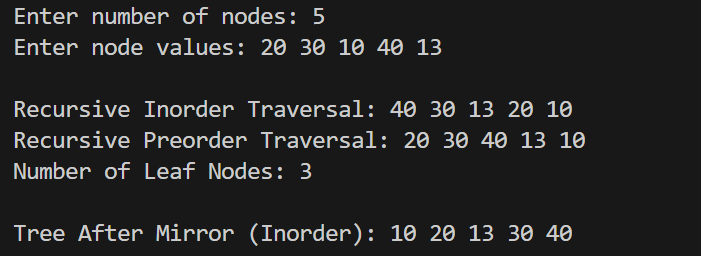 Enter number of nodes: 5
Enter node values: 20 30 10 40 13
Recursive Inorder Traversal: 40 30 13 20 10
Recursive Preorder Traversal: 20 30 40 13 10
Number of Leaf Nodes: 3
Tree After Mirror (Inorder): 10 20 13 30 40